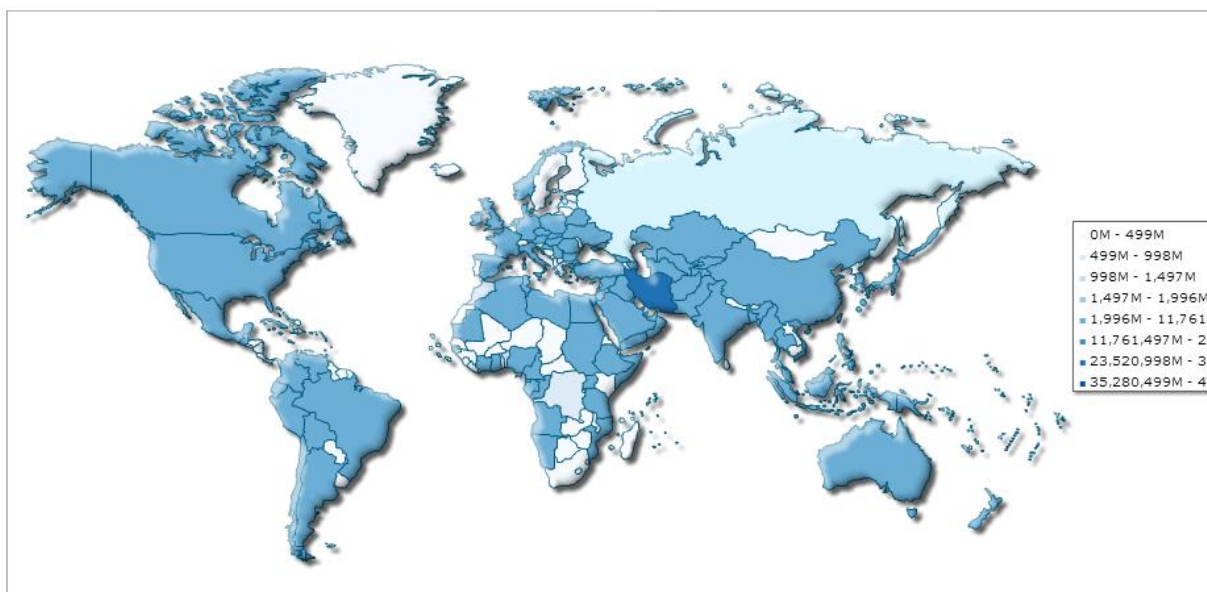 0M - 499M
499M - 998M
998M - 1,497M
1,497M - 1,996M
1,996M - 11,761
11,761,497M - 2
23,520,998M - 3
35,280,499M - 4